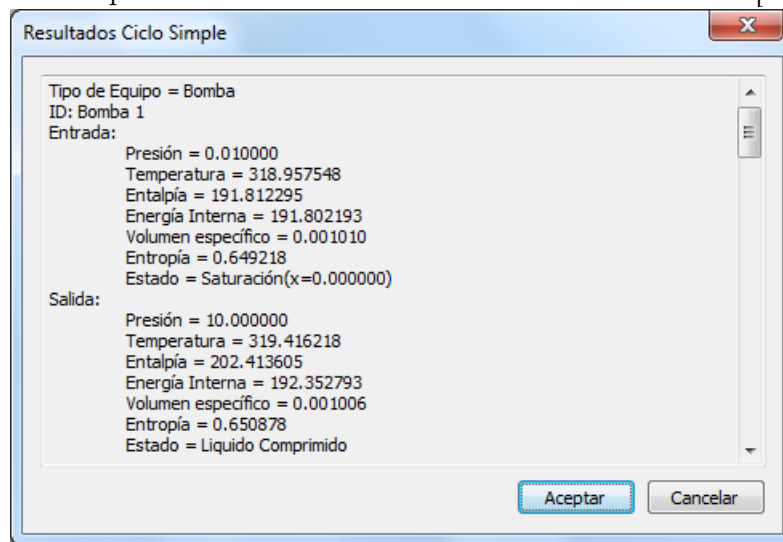 Resultados Ciclo Simple
Tipo de Equipo = Bomba
ID: Bomba 1
Entrada:
Presión = 0.010000
Temperatura = 318.957548
Entalpía = 191.812295
Energía Interna = 191.802193
Volumen específico = 0.001010
Entropía = 0.649218
Estado = Saturación(x=0.000000)
Salida:
Presión = 10.000000
Temperatura = 319.416218
Entalpía = 202.413605
Energía Interna = 192.352793
Volumen específico = 0.001006
Entropía = 0.650878
Estado = Liquido Comprimido
Aceptar
Cancelar